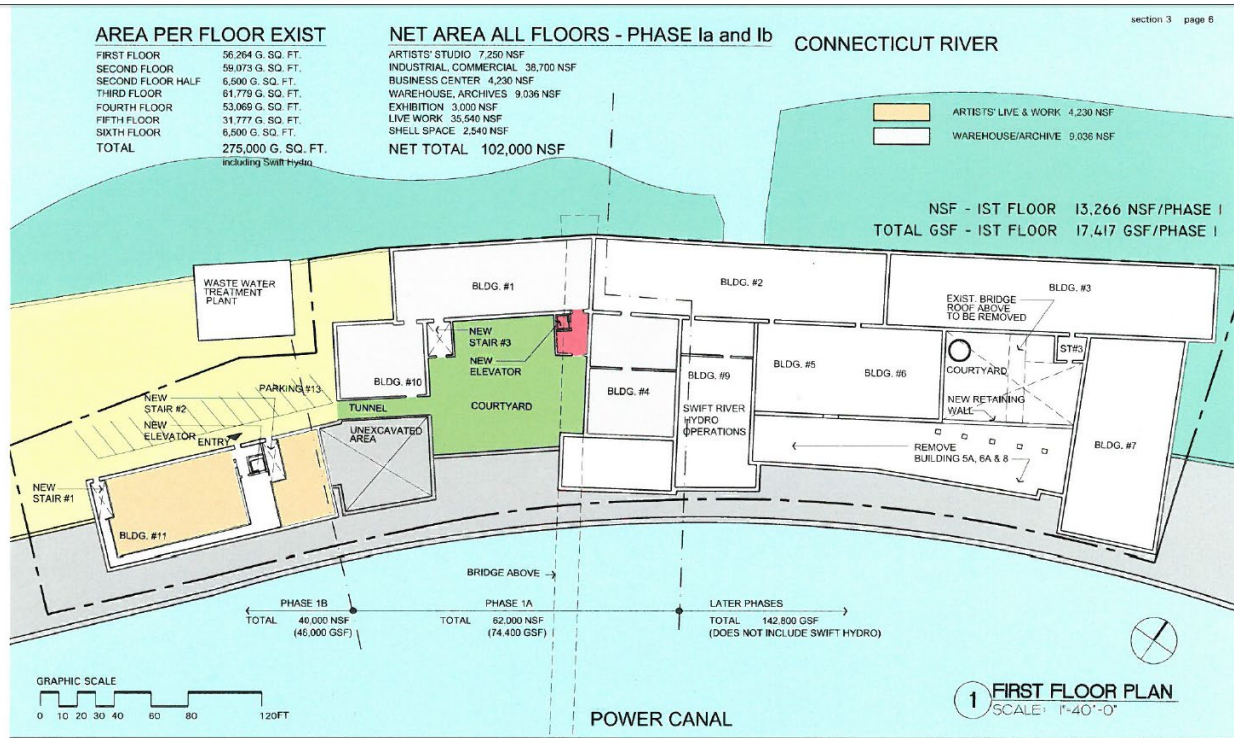 section 3 page 6
AREA PER FLOOR EXIST
FIRST FLOOR 56,264 G. SQ. FT.
SECOND FLOOR 59,073 G. SQ. FT.
SECOND FLOOR HALF 6,500 G. SQ. FT.
THIRD FLOOR 61,779 G. SQ. FT.
FOURTH FLOOR 53,069 G. SQ. FT.
FIFTH FLOOR 31,777 G. SQ. FT.
SIXTH FLOOR 6,500 G. SQ. FT.
TOTAL 275,000 G. SQ. FT.
including Swift Hydro
NET AREA ALL FLOORS - PHASE Ia and Ib
ARTISTS' STUDIO 7,250 NSF
INDUSTRIAL, COMMERCIAL 38,700 NSF
BUSINESS CENTER 4,230 NSF
WAREHOUSE, ARCHIVES 9,036 NSF
EXHIBITION 3,000 NSF
LIVE WORK 35,540 NSF
SHELL SPACE 2,540 NSF
NET TOTAL 102,000 NSF
CONNECTICUT RIVER
ARTISTS' LIVE & WORK 4,230 NSF
WAREHOUSE/ARCHIVE 9,036 NSF
NSF - IST FLOOR 13,266 NSF/PHASE I
TOTAL GSF - IST FLOOR 17,417 GSF/PHASE I
WASTE WATER
TREATMENT
PLANT
BLDG. #1
BLDG. #2
BLDG. #3
EXIST. BRIDGE
ROOF ABOVE
TO BE REMOVED
NEW
STAIR #3
NEW
ELEVATOR
ST#3
BLDG. #10
BLDG. #4
BLDG. #9
BLDG. #5
BLDG. #6
COURTYARD
PARKING #13
NEW
STAIR #2
NEW
ELEVATOR
ENTRY
TUNNEL
COURTYARD
UNEXCAVATED
AREA
SWIFT RIVER
HYDRO
OPERATIONS
NEW RETAINING
WALL
REMOVE
BUILDING 5A, 6A & 8
BLDG. #7
NEW
STAIR #1
BLDG. #11
BRIDGE ABOVE
PHASE 1B
TOTAL 40,000 NSF
(46,000 GSF)
PHASE 1A
TOTAL 62,000 NSF
(74,400 GSF)
LATER PHASES
TOTAL 142,800 GSF
(DOES NOT INCLUDE SWIFT HYDRO)
GRAPHIC SCALE
0 10 20 30 40 60 80 120FT
POWER CANAL
1 FIRST FLOOR PLAN
SCALE: 1"-40'-0"